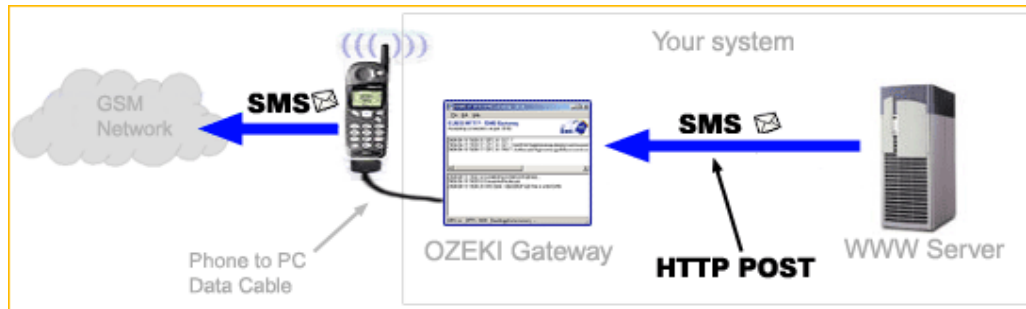 Your system
GSM
Network
SMS
SMS
OZEKI Gateway
WWW Server
HTTP POST
Phone to PC
Data Cable